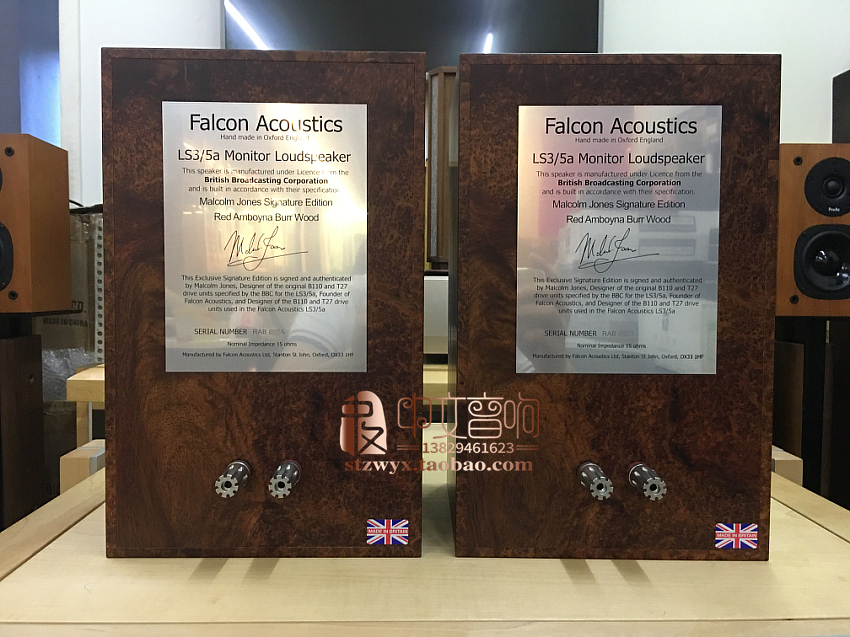 Falcon Acoustics
Hand made in Oxford England
LS3/5a Monitor Loudspeaker
This speaker is manufactured under Licence from the
British Broadcasting Corporation
and is built in accordance with their specification.
Malcolm Jones Signature Edition
Red Amboyna Burr Wood
This Exclusive Signature Edition is signed and authenticated
by Malcolm Jones, Designer of the original B110 and T27
drive units specified by the BBC for the LS3/5a, Founder of
Falcon Acoustics, and Designer of the B110 and T27 drive
units used in the Falcon Acoustics LS3/5a
SERIAL NUMBER RAB
Nominal Impedance 15 ohms
Manufactured by Falcon Acoustics Ltd, Stanton St John, Oxford, OX33 1HF
MADE IN BRITAIN
Falcon Acoustics
Hand made in Oxford England
LS3/5a Monitor Loudspeaker
This speaker is manufactured under Licence from the
British Broadcasting Corporation
and is built in accordance with their specification.
Malcolm Jones Signature Edition
Red Amboyna Burr Wood
This Exclusive Signature Edition is signed and authenticated
by Malcolm Jones, Designer of the original B110 and T27
drive units specified by the BBC for the LS3/5a, Founder of
Falcon Acoustics, and Designer of the B110 and T27 drive
units used in the Falcon Acoustics LS3/5a
SERIAL NUMBER RAB
Nominal Impedance 15 ohms
Manufactured by Falcon Acoustics Ltd, Stanton St John, Oxford, OX33 1HF
MADE IN BRITAIN
中文音响
13829461623
stzwyx.taobao.com